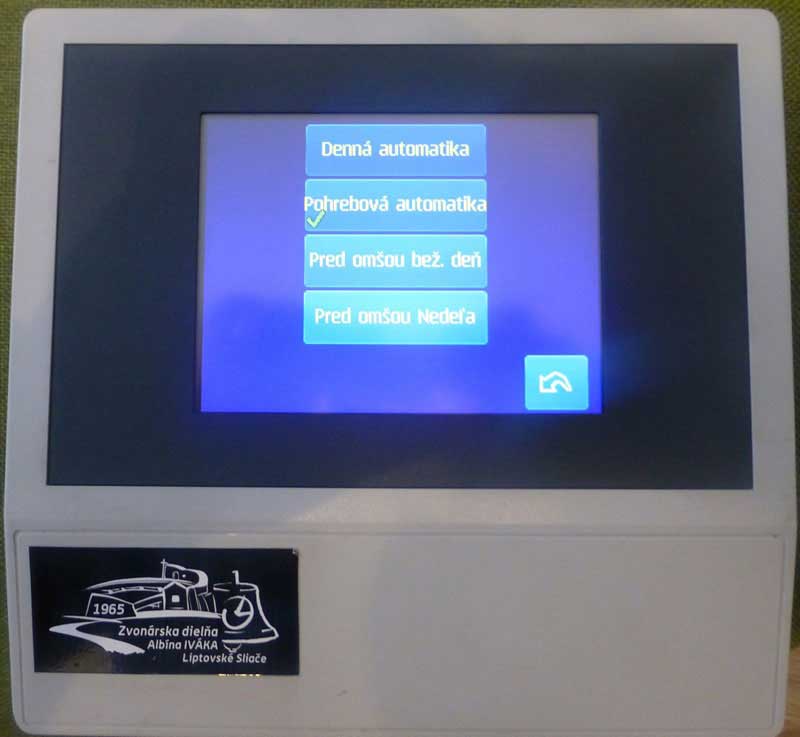 Denná automatika
Pohrebová automatika
Pred omšou bež. deň
Pred omšou Nedeľa
1965
Zvonárska dielňa
Albína IVÁKA
Liptovské Sliače